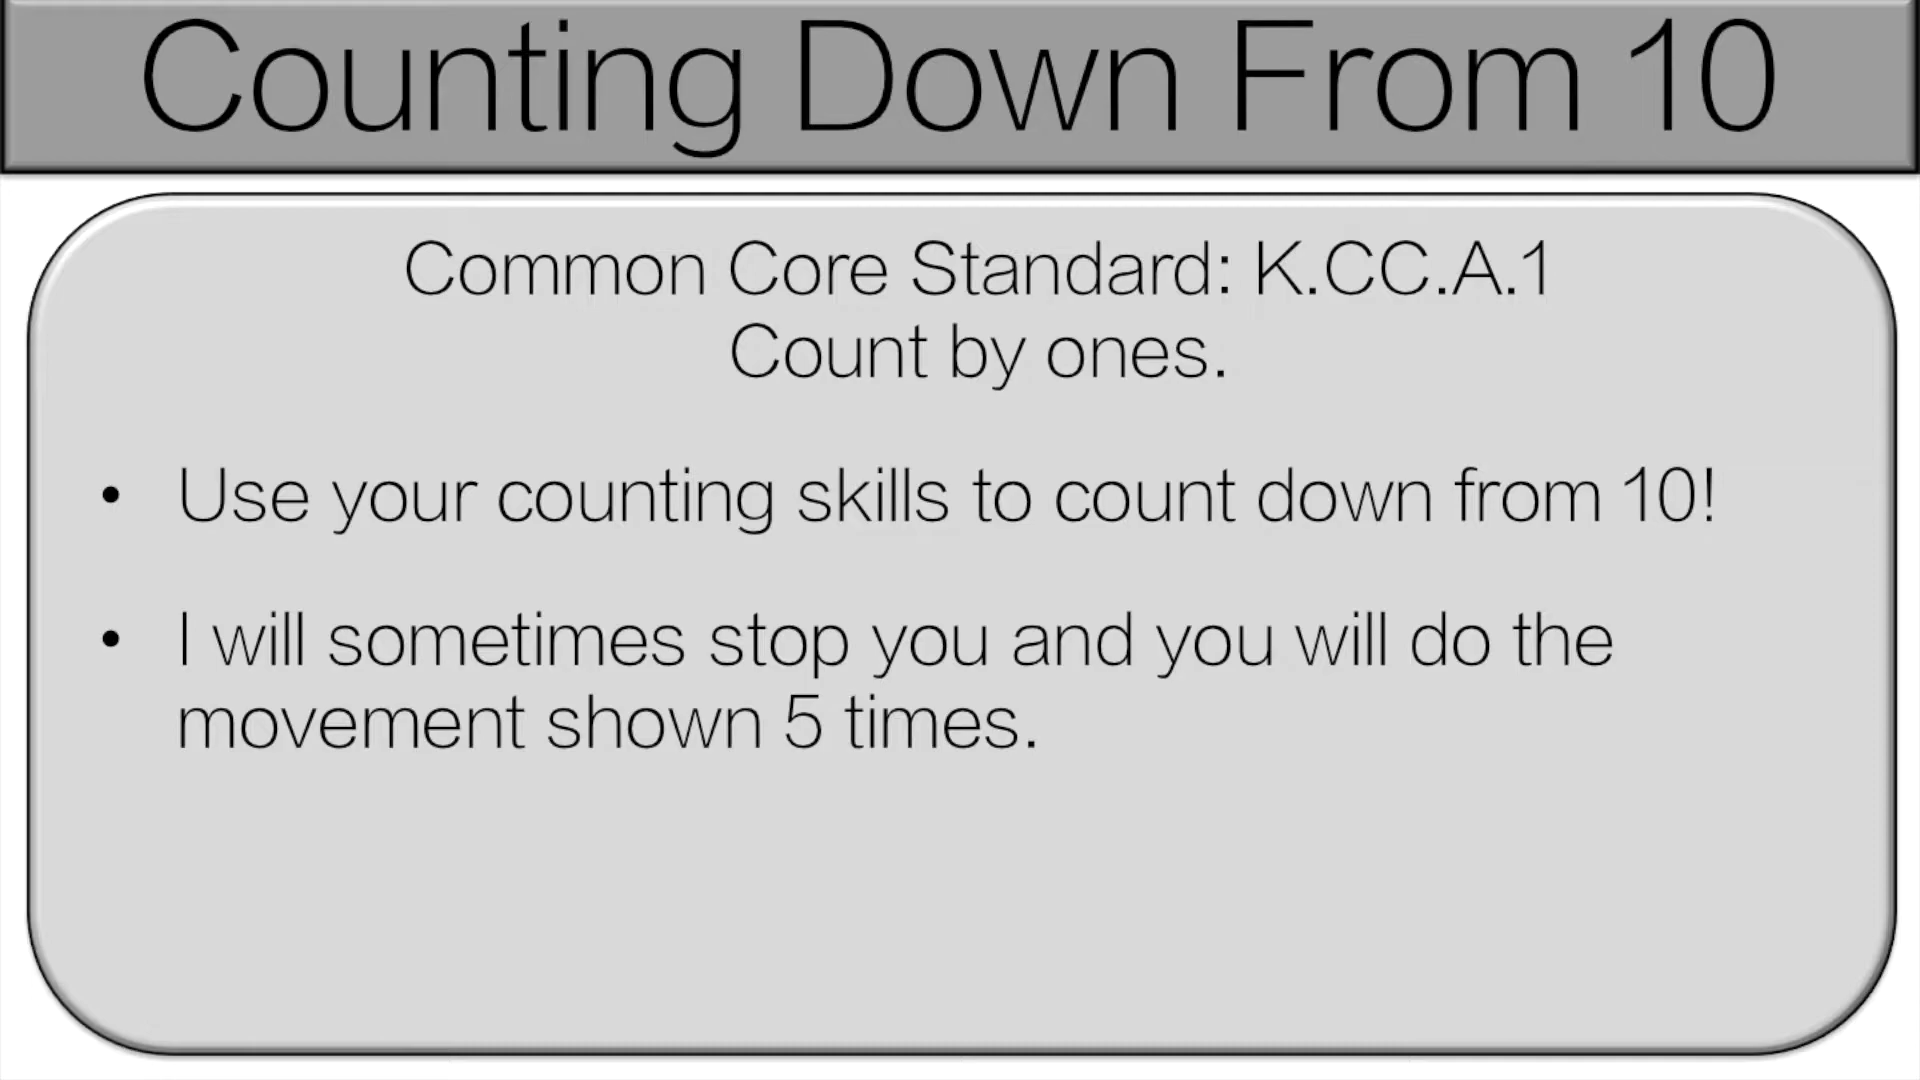 Counting Down From 10
Common Core Standard: K.CC.A.1
Count by ones.
• Use your counting skills to count down from 10!
• I will sometimes stop you and you will do the
movement shown 5 times.